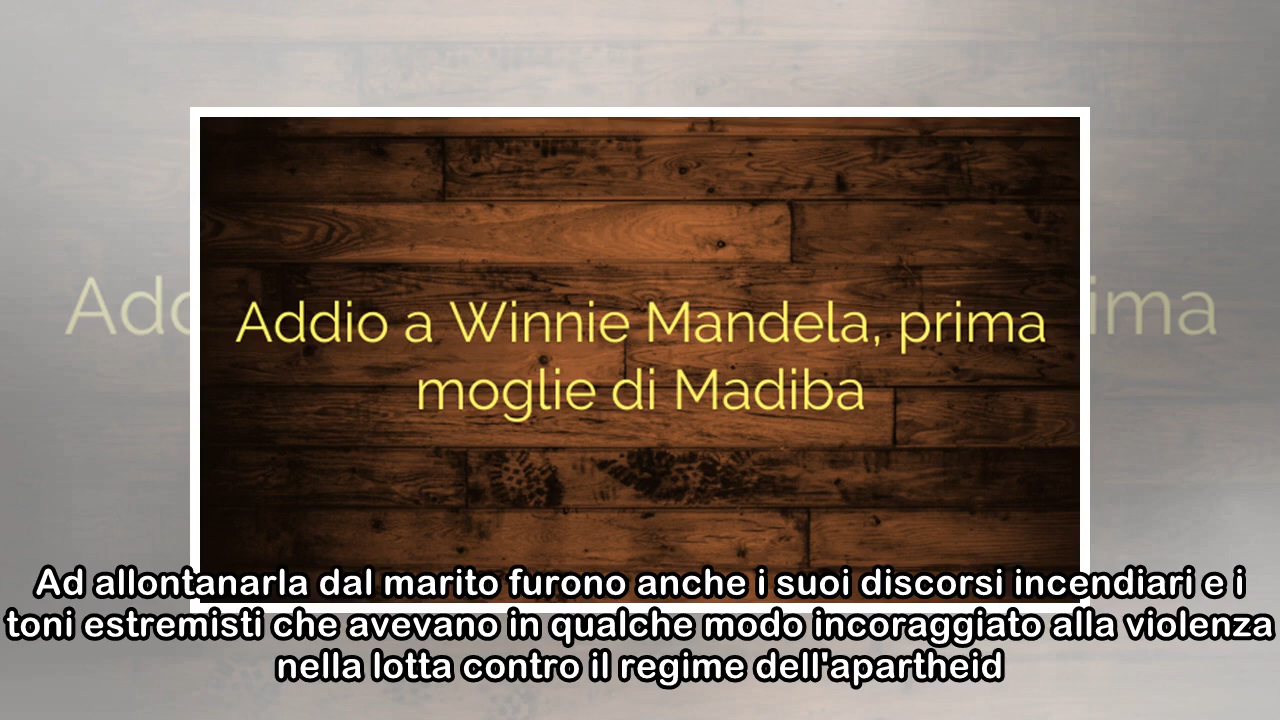 Addio a Winnie Mandela, prima
moglie di Madiba
Ad allontanarla dal marito furono anche i suoi discorsi incendiari e i
toni estremisti che avevano in qualche modo incoraggiato alla violenza
nella lotta contro il regime dell'apartheid